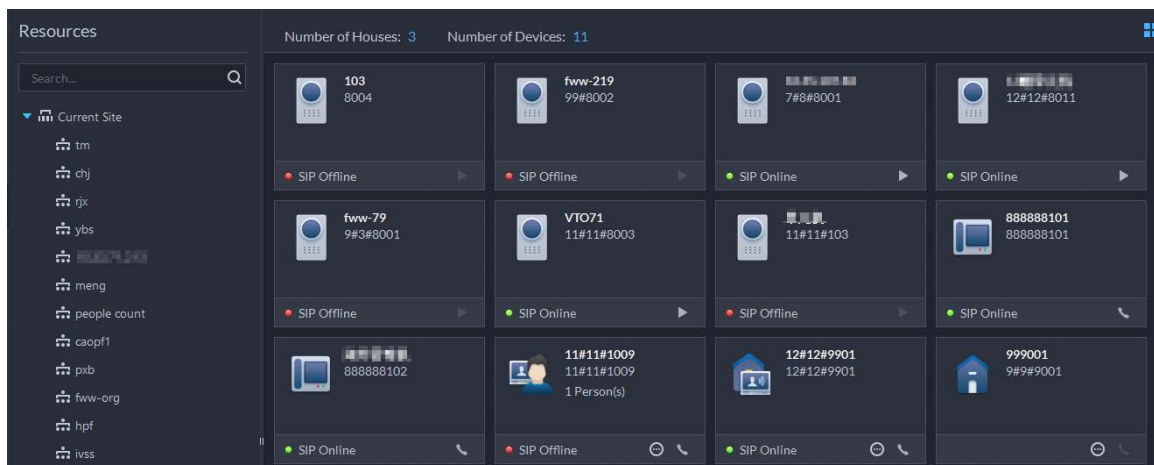 Resources
Number of Houses: 3 Number of Devices: 11
Search...
Current Site
tm
chj
rjx
ybs
meng
people count
caopf1
pxb
fww-org
hpf
ivss
103
8004
SIP Offline
fww-219
99#8002
SIP Offline
7#8#8001
SIP Online
12#12#8011
SIP Online
fww-79
9#3#8001
SIP Offline
VTO71
11#11#8003
SIP Online
11#11#103
SIP Offline
888888101
888888101
SIP Online
888888102
SIP Online
11#11#1009
11#11#1009
1 Person(s)
SIP Offline
12#12#9901
12#12#9901
SIP Online
999001
9#9#9001